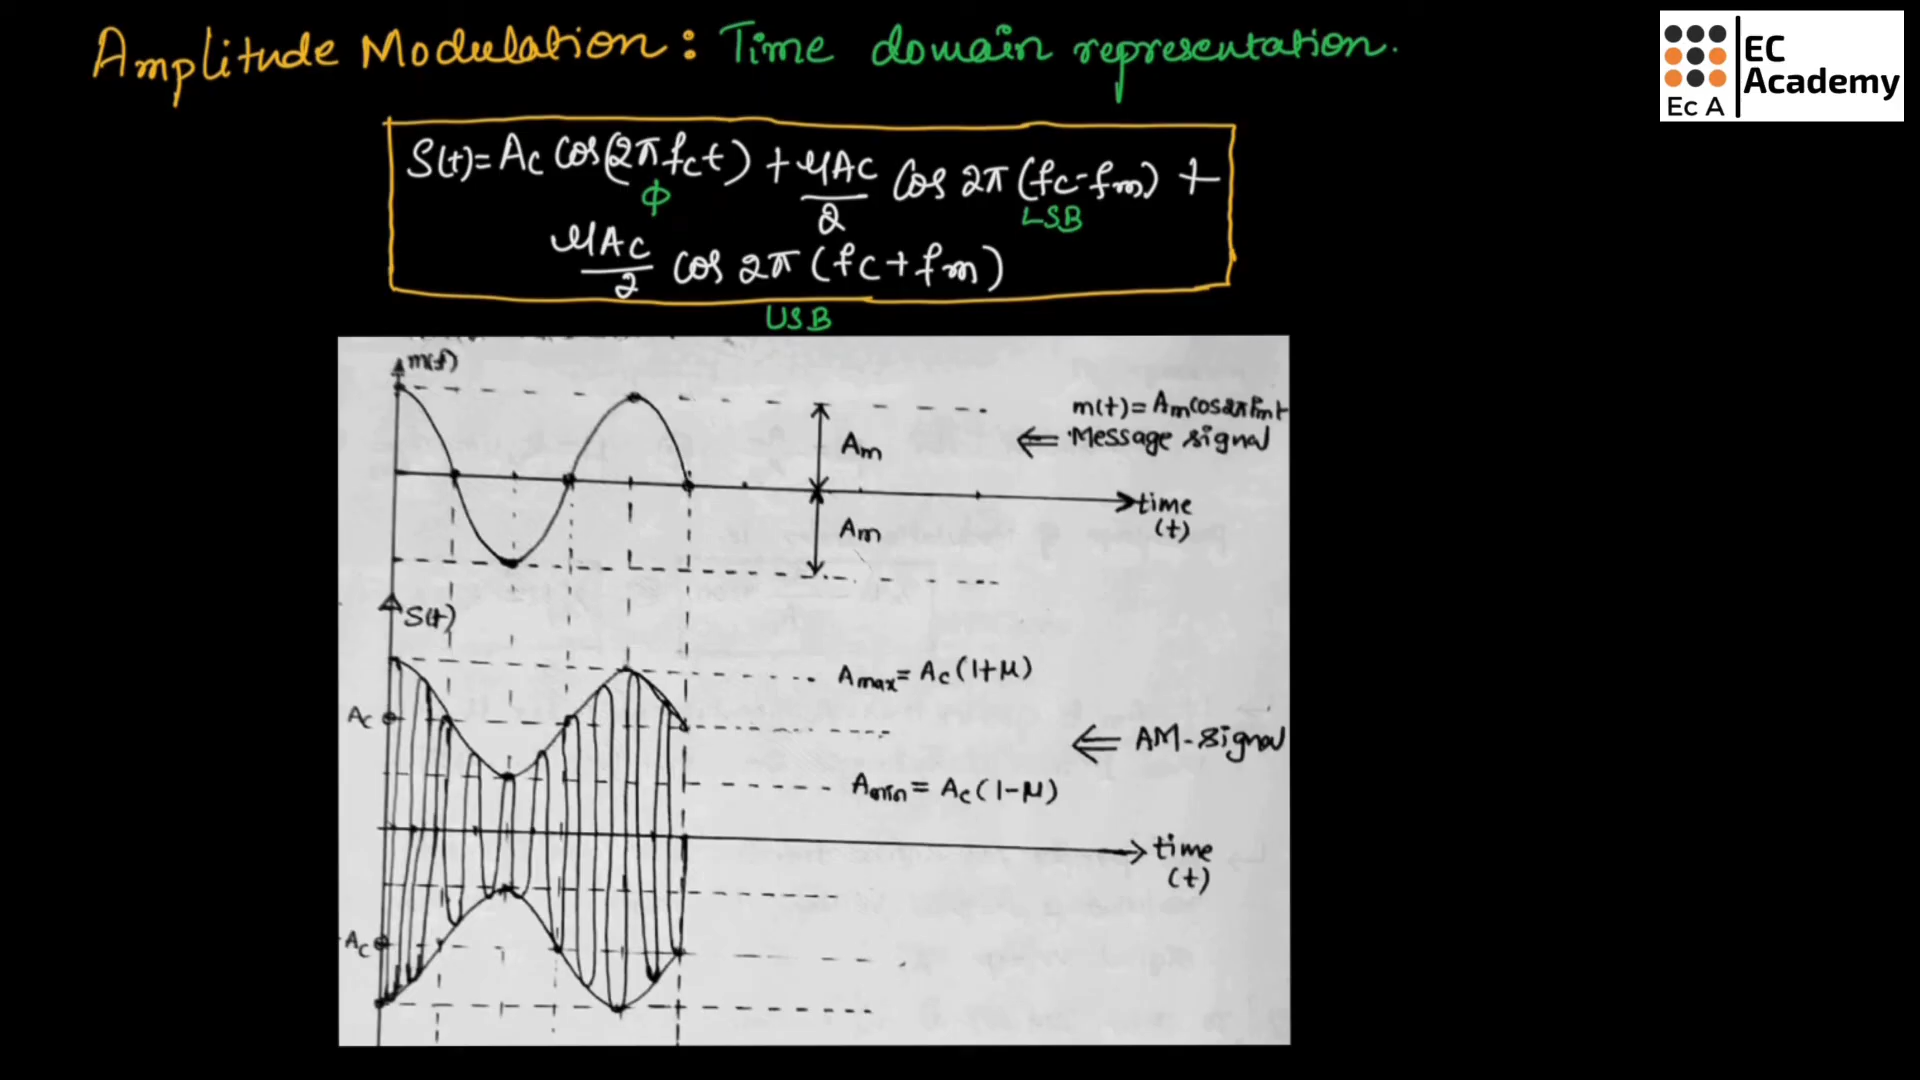 Amplitude Modulation: Time domain representation.
EC
Academy
Ec A
S(t)= Ac Cos(2πfct) + μAc/2 Cos 2π (fc-fm) +
ϕ
LSB
μAc/2 cos 2π (fc+fm)
USB
m(t)
m(t)= Am cos2πfmt
Message signal
Am
time
(t)
Am
S(t)
Amax= Ac(1+μ)
Ac
AM-signal
Amin= Ac(1-μ)
time
(t)
Ac